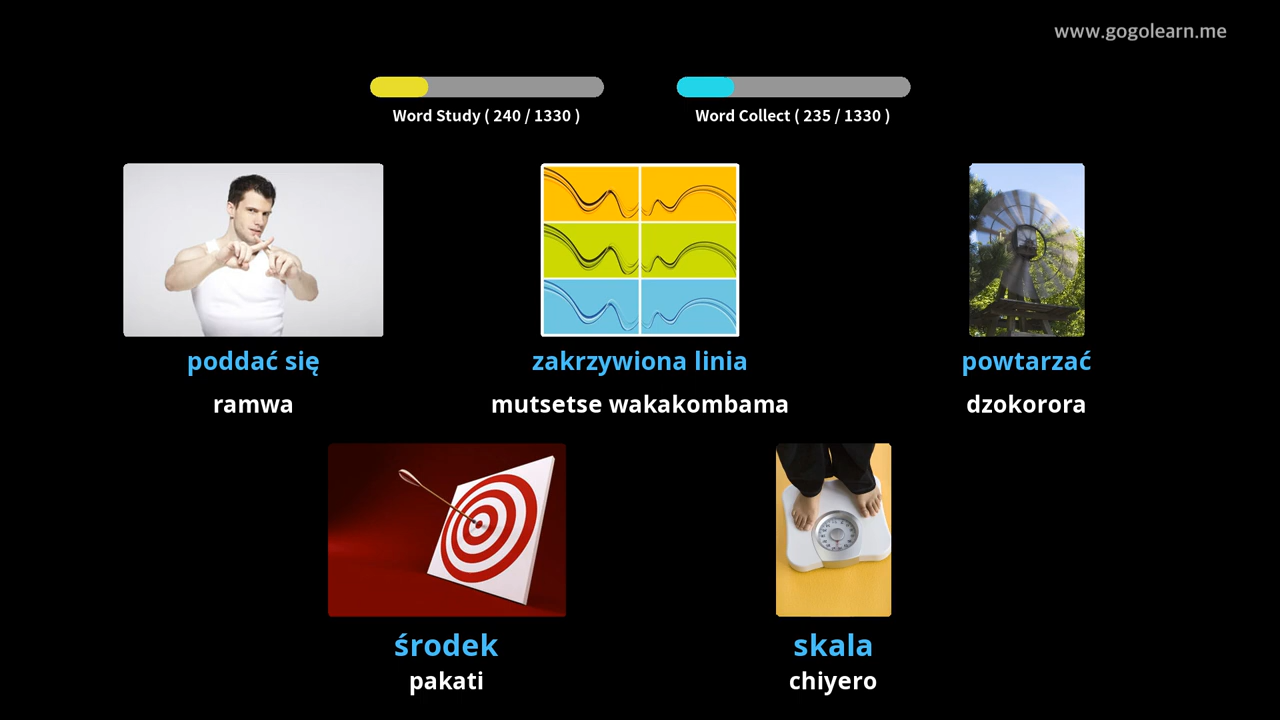 www.gogolearn.me
Word Study ( 240 / 1330 )
Word Collect ( 235 / 1330 )
poddać się
zakrzywiona linia
powtarzać
ramwa
mutsetse wakakombama
dzokorora
środek
skala
pakati
chiyero